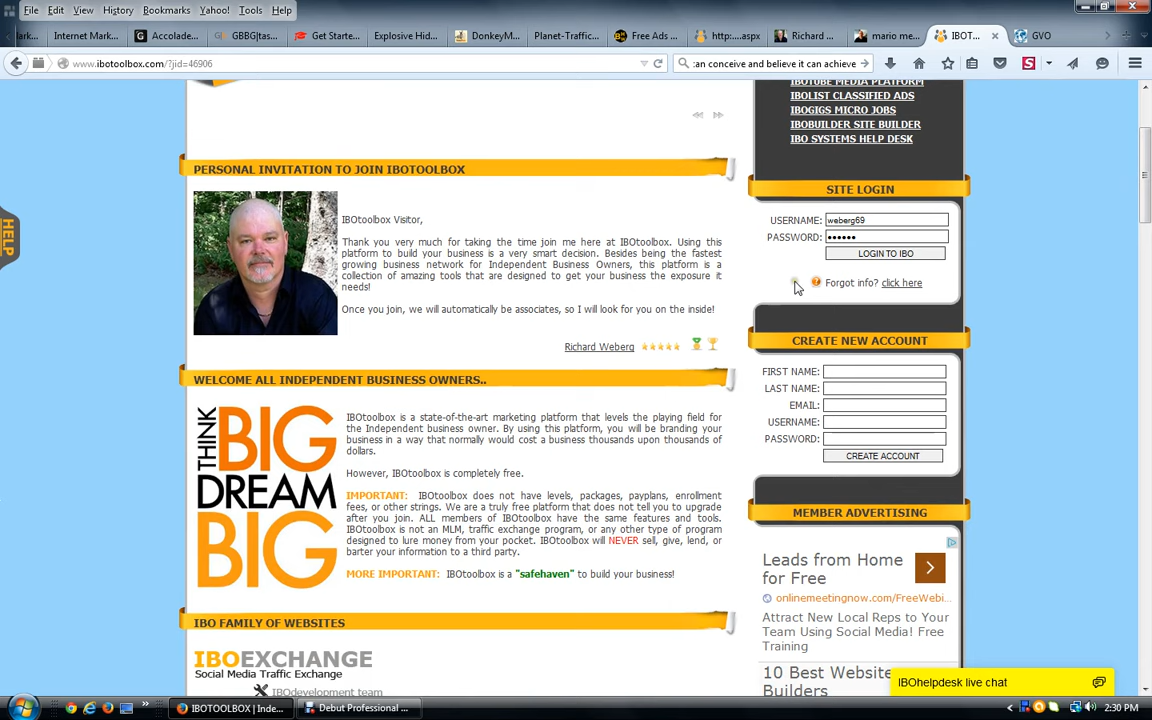 File Edit View History Bookmarks Yahoo! Tools Help
Internet Mark... Accolade... GBBG|tas... Get Starte... Explosive Hid... DonkeyM... Planet-Traffic... Free Ads ... http:....aspx Richard ... mario me... IBOT... GVO
www.ibotoolbox.com/?jid=46906
:an conceive and believe it can achieve
IBOTUBE MEDIA PLATFORM
IBOLIST CLASSIFIED ADS
IBOGIGS MICRO JOBS
IBOBUILDER SITE BUILDER
IBO SYSTEMS HELP DESK
HELP
PERSONAL INVITATION TO JOIN IBOTOOLBOX
IBOtoolbox Visitor,
Thank you very much for taking the time join me here at IBOtoolbox. Using this
platform to build your business is a very smart decision. Besides being the fastest
growing business network for Independent Business Owners, this platform is a
collection of amazing tools that are designed to get your business the exposure it
needs!
Once you join, we will automatically be associates, so I will look for you on the inside!
Richard Weberg
SITE LOGIN
USERNAME: weberg69
PASSWORD: ••••••
LOGIN TO IBO
Forgot info? click here
CREATE NEW ACCOUNT
FIRST NAME:
LAST NAME:
EMAIL:
USERNAME:
PASSWORD:
CREATE ACCOUNT
WELCOME ALL INDEPENDENT BUSINESS OWNERS..
THINK BIG
DREAM
BIG
IBOtoolbox is a state-of-the-art marketing platform that levels the playing field for
the Independent business owner. By using this platform, you will be branding your
business in a way that normally would cost a business thousands upon thousands of
dollars.
However, IBOtoolbox is completely free.
IMPORTANT: IBOtoolbox does not have levels, packages, payplans, enrollment
fees, or other strings. We are a truly free platform that does not tell you to upgrade
after you join. ALL members of IBOtoolbox have the same features and tools.
IBOtoolbox is not an MLM, traffic exchange program, or any other type of program
designed to lure money from your pocket. IBOtoolbox will NEVER sell, give, lend, or
barter your information to a third party.
MORE IMPORTANT: IBOtoolbox is a "safehaven" to build your business!
MEMBER ADVERTISING
Leads from Home
for Free
onlinemeetingnow.com/FreeWebi...
Attract New Local Reps to Your
Team Using Social Media! Free
Training
10 Best Website
Builders
IBO FAMILY OF WEBSITES
IBOEXCHANGE
Social Media Traffic Exchange
IBOdevelopment team
IBOhelpdesk live chat
IBOTOOLBOX | Inde... Debut Professional ... 2:30 PM